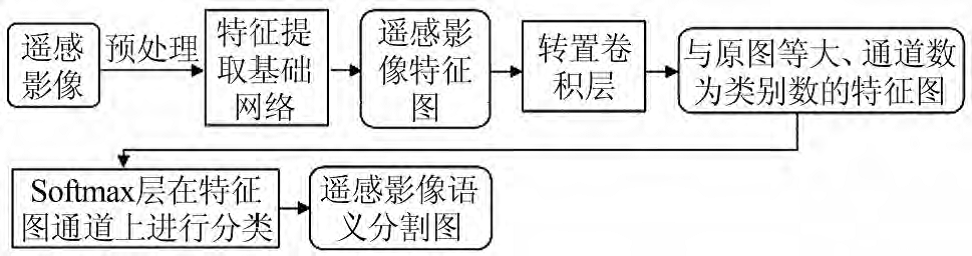 遥感
影像
预处理
特征提
取基础
网络
遥感影
像特征
图
转置卷
积层
与原图等大、通道数
为类别数的特征图
Softmax层在特征
图通道上进行分类
遥感影像语
义分割图